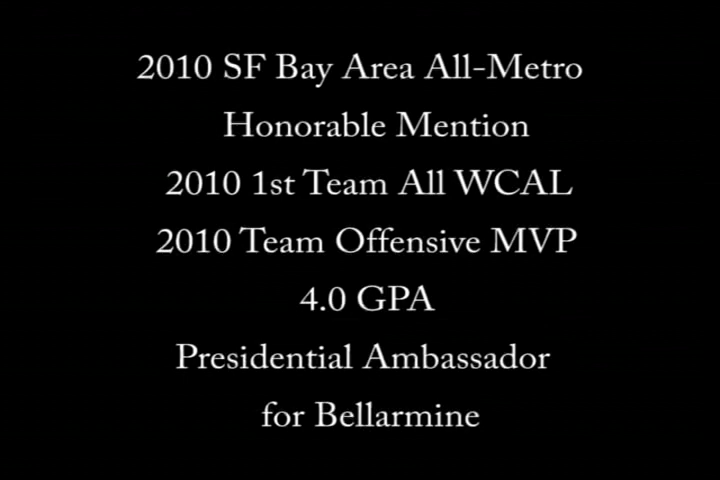 2010 SF Bay Area All-Metro
Honorable Mention
2010 1st Team All WCAL
2010 Team Offensive MVP
4.0 GPA
Presidential Ambassador
for Bellarmine